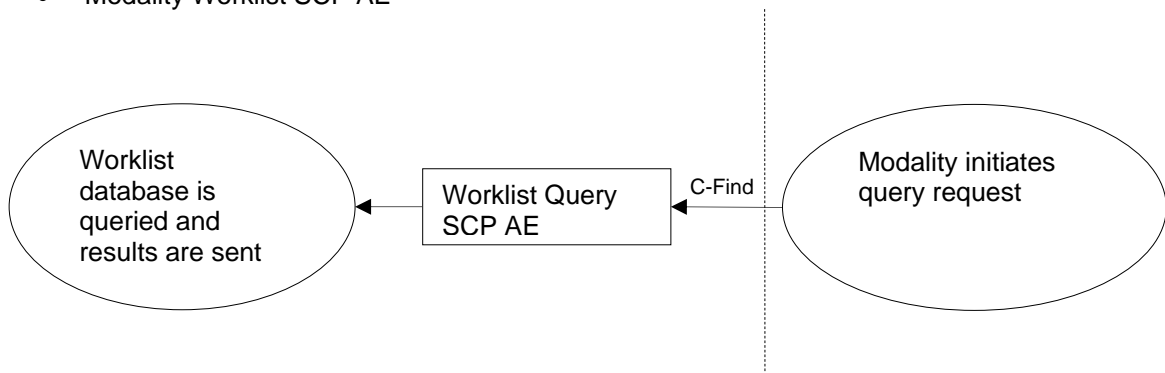 • Modality Worklist SCP AE
Worklist
database is
queried and
results are sent
Worklist Query
SCP AE
C-Find
Modality initiates
query request